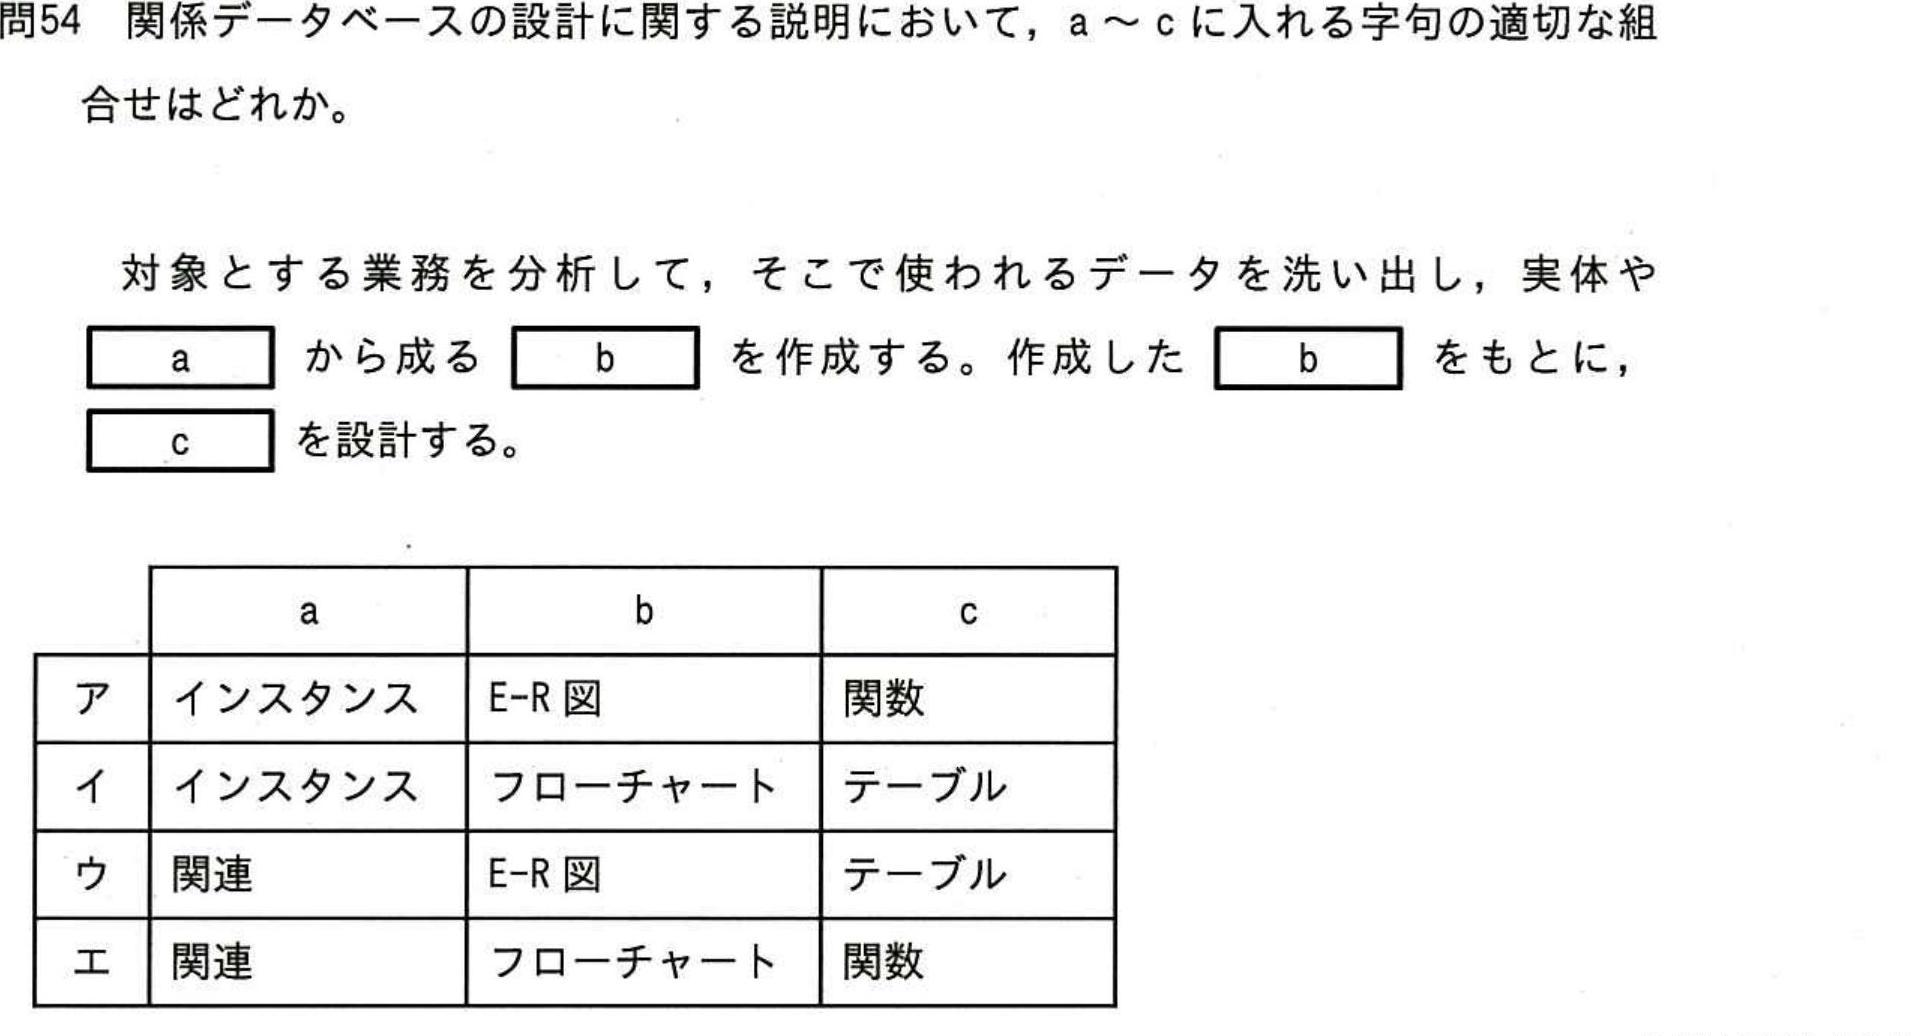 問54 関係データベースの設計に関する説明において，a～cに入れる字句の適切な組
合せはどれか。
対象とする業務を分析して，そこで使われるデータを洗い出し，実体や
a から成る b を作成する。作成した b をもとに，
c を設計する。
a b c
ア インスタンス E-R図 関数
イ インスタンス フローチャート テーブル
ウ 関連 E-R図 テーブル
エ 関連 フローチャート 関数